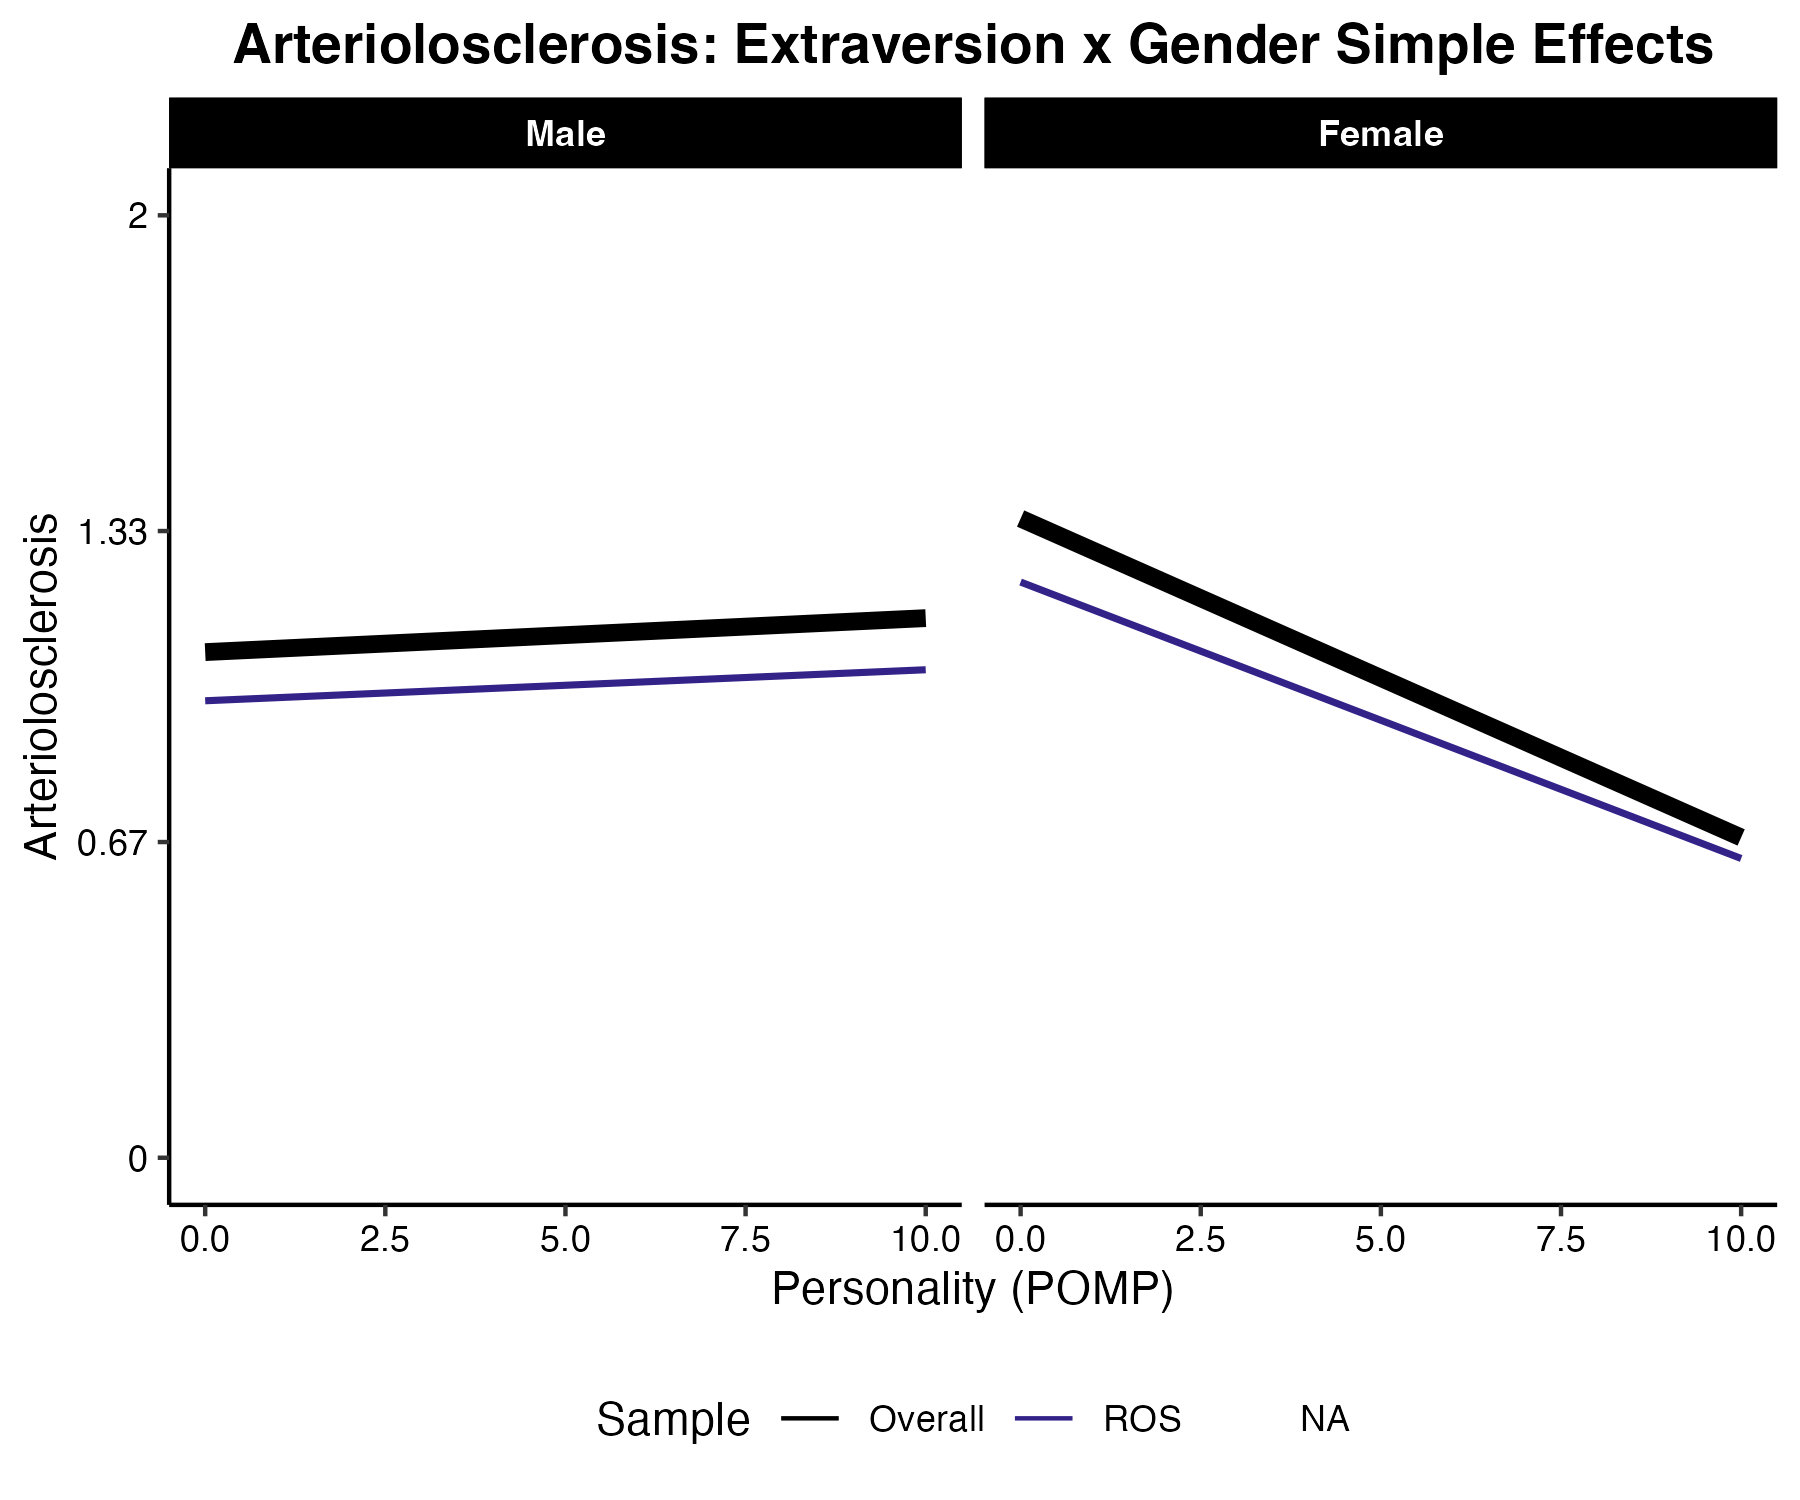 Arteriolosclerosis: Extraversion x Gender Simple Effects
Male
Female
Arteriolosclerosis
2
1.33
0.67
0
0.0 2.5 5.0 7.5 10.0
0.0 2.5 5.0 7.5 10.0
Personality (POMP)
Sample Overall ROS NA